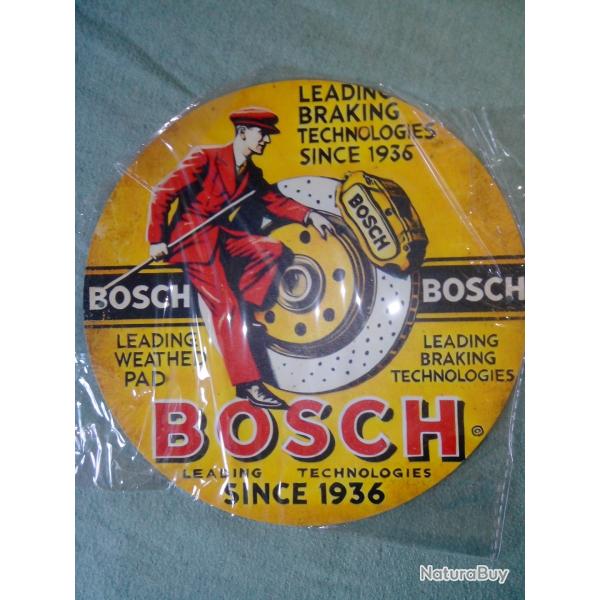 LEADING
BRAKING
TECHNOLOGIES
SINCE 1936
BOSCH
BOSCH
BOSCH
LEADING
WEATHED
PAD
LEADING
BRAKING
TECHNOLOGIES
BOSCH
LEADING TECHNOLOGIES
SINCE 1936
NaturaBuy